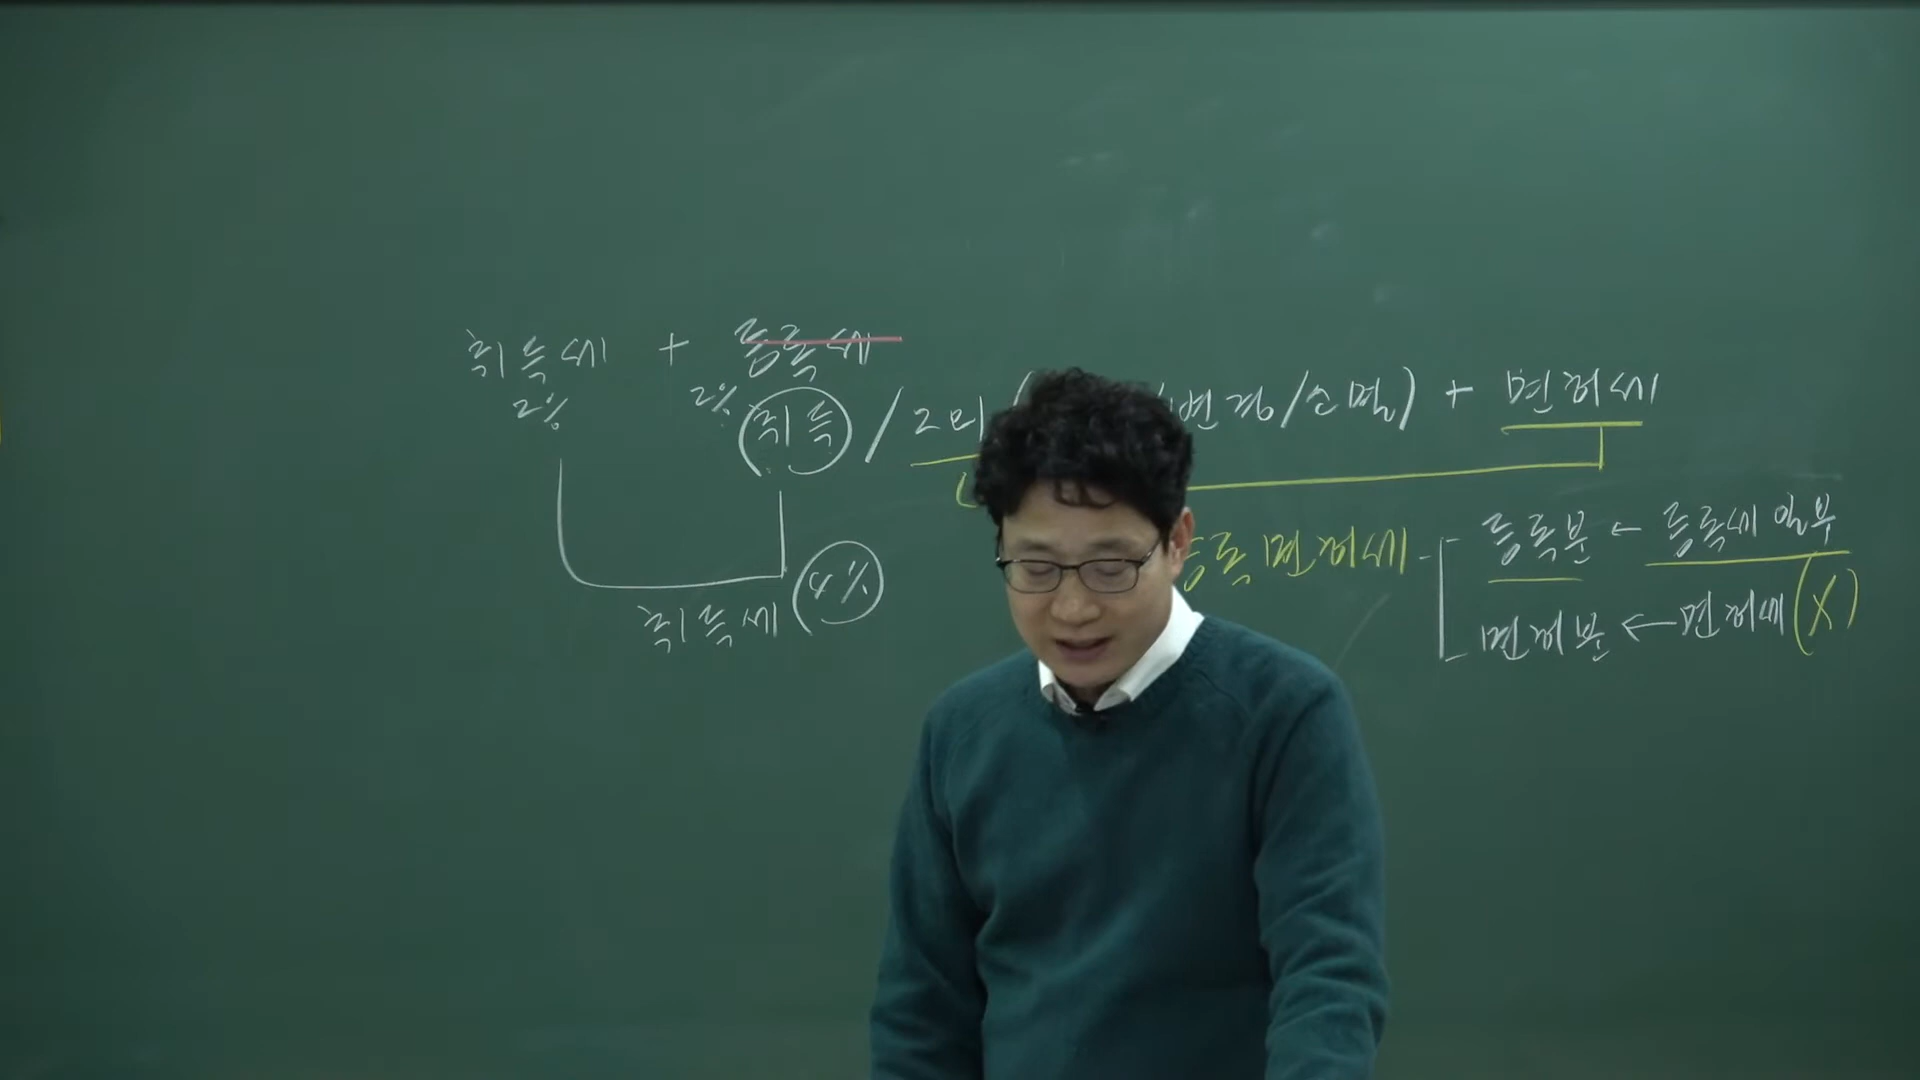 취득세 + 등록세
2% 2%
(취득) / 2외 변경/소멸) + 면허세
등록면허세
등록분 ← 등록세 일부
면허분 ← 면허세 (X)
취득세 4%